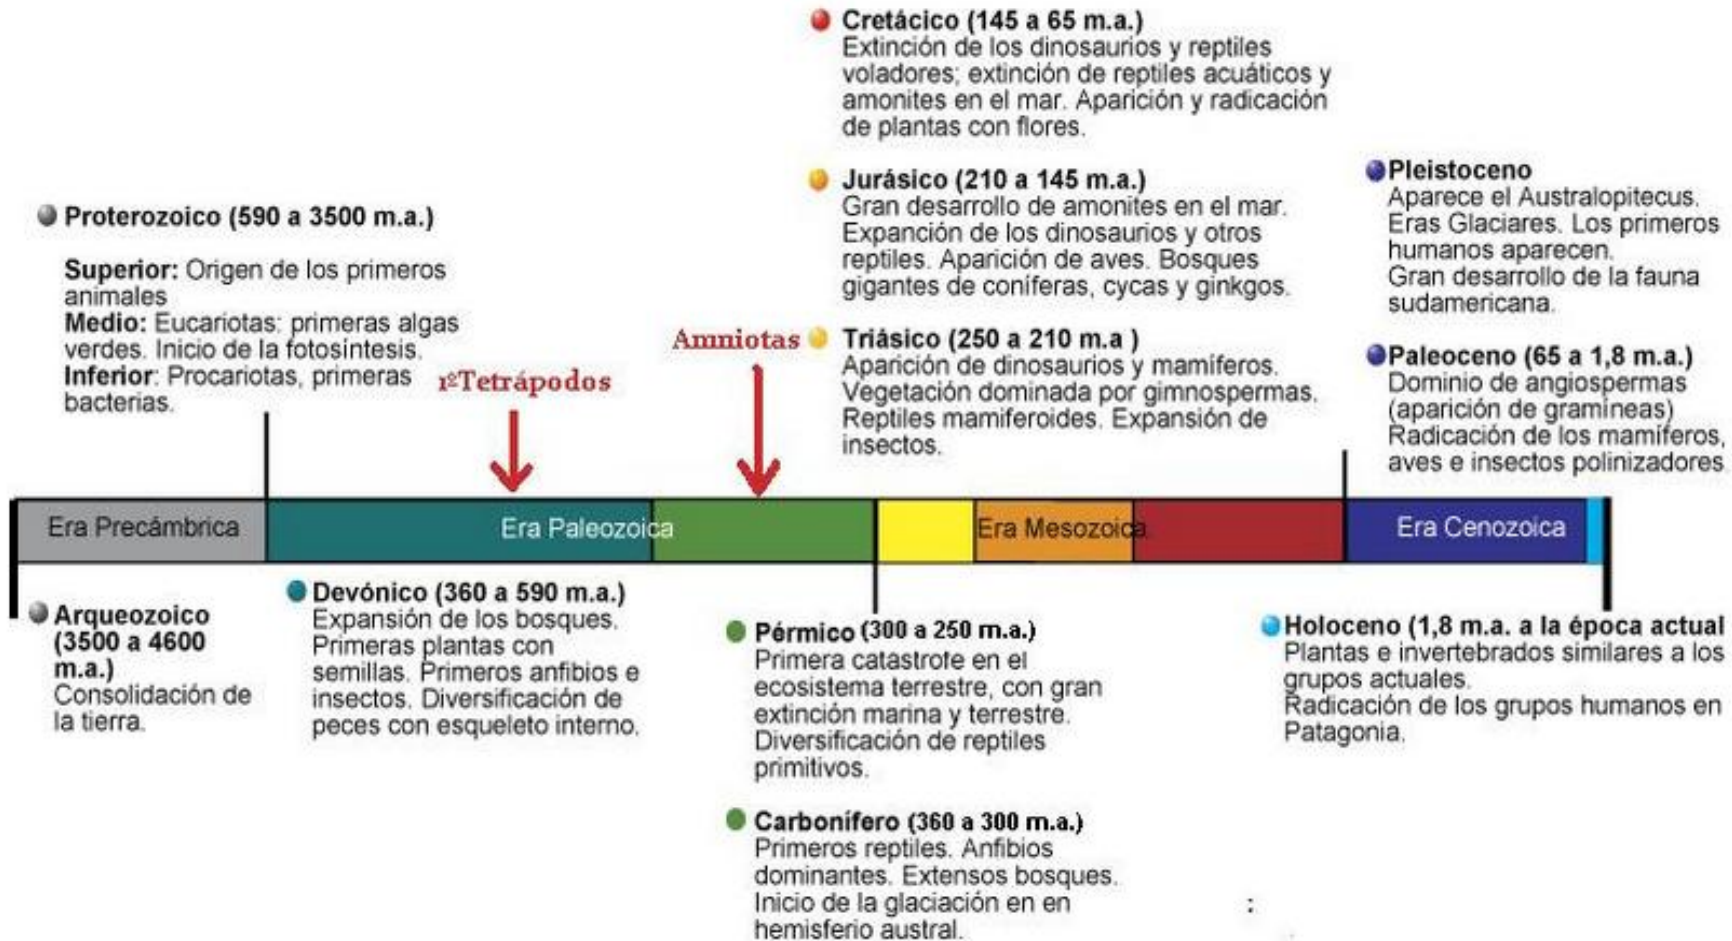 Cretácico (145 a 65 m.a.)
Extinción de los dinosaurios y reptiles
voladores; extinción de reptiles acuáticos y
amonites en el mar. Aparición y radicación
de plantas con flores.
Jurásico (210 a 145 m.a.)
Gran desarrollo de amonites en el mar.
Expanción de los dinosaurios y otros
reptiles. Aparición de aves. Bosques
gigantes de coníferas, cycas y ginkgos.
Triásico (250 a 210 m.a )
Aparición de dinosaurios y mamíferos.
Vegetación dominada por gimnospermas.
Reptiles mamiferoides. Expansión de
insectos.
Pleistoceno
Aparece el Australopitecus.
Eras Glaciares. Los primeros
humanos aparecen.
Gran desarrollo de la fauna
sudamericana.
Paleoceno (65 a 1,8 m.a.)
Dominio de angiospermas
(aparición de gramíneas)
Radicación de los mamíferos,
aves e insectos polinizadores
Proterozoico (590 a 3500 m.a.)
Superior: Origen de los primeros
animales
Medio: Eucariotas: primeras algas
verdes. Inicio de la fotosíntesis.
Inferior: Procariotas, primeras
bacterias.
1ºTetrápodos
Amniotas
Era Precámbrica
Era Paleozoica
Era Mesozoica
Era Cenozoica
Arqueozoico
(3500 a 4600
m.a.)
Consolidación de
la tierra.
Devónico (360 a 590 m.a.)
Expansión de los bosques.
Primeras plantas con
semillas. Primeros anfibios e
insectos. Diversificación de
peces con esqueleto interno.
Pérmico (300 a 250 m.a.)
Primera catástrofe en el
ecosistema terrestre, con gran
extinción marina y terrestre.
Diversificación de reptiles
primitivos.
Carbonífero (360 a 300 m.a.)
Primeros reptiles. Anfibios
dominantes. Extensos bosques.
Inicio de la glaciación en en
hemisferio austral.
Holoceno (1,8 m.a. a la época actual
Plantas e invertebrados similares a los
grupos actuales.
Radicación de los grupos humanos en
Patagonia.
: